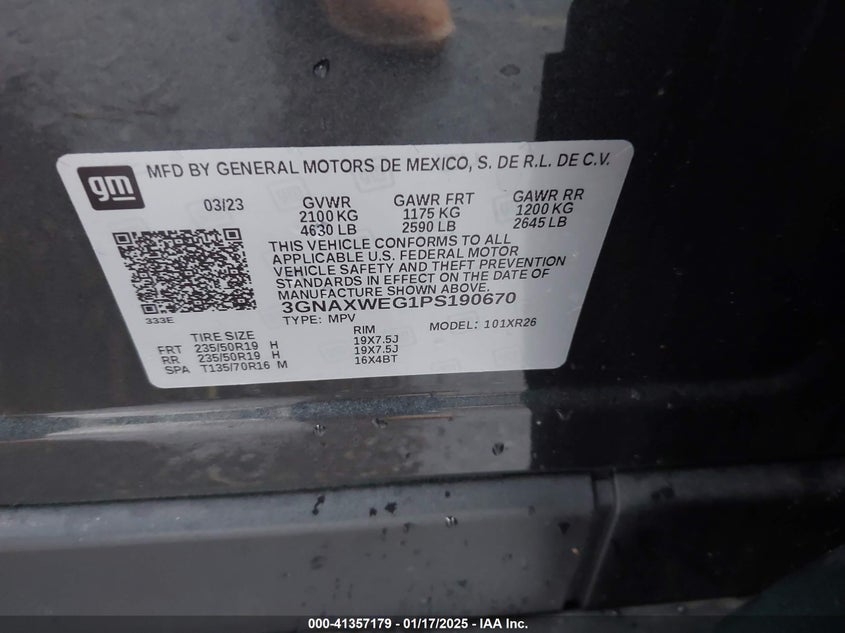 gm
MFD BY GENERAL MOTORS DE MEXICO, S. DE R.L. DE C.V.
03/23 GVWR GAWR FRT GAWR RR
2100 KG 1175 KG 1200 KG
4630 LB 2590 LB 2645 LB
THIS VEHICLE CONFORMS TO ALL
APPLICABLE U.S. FEDERAL MOTOR
VEHICLE SAFETY AND THEFT PREVENTION
STANDARDS IN EFFECT ON THE DATE OF
MANUFACTURE SHOWN ABOVE.
3GNAXWEG1PS190670
333E
TYPE: MPV MODEL: 101XR26
TIRE SIZE RIM
FRT 235/50R19 H 19X7.5J
RR 235/50R19 H 19X7.5J
SPA T135/70R16 M 16X4BT
000-41357179 — 01/17/2025 — IAA Inc.